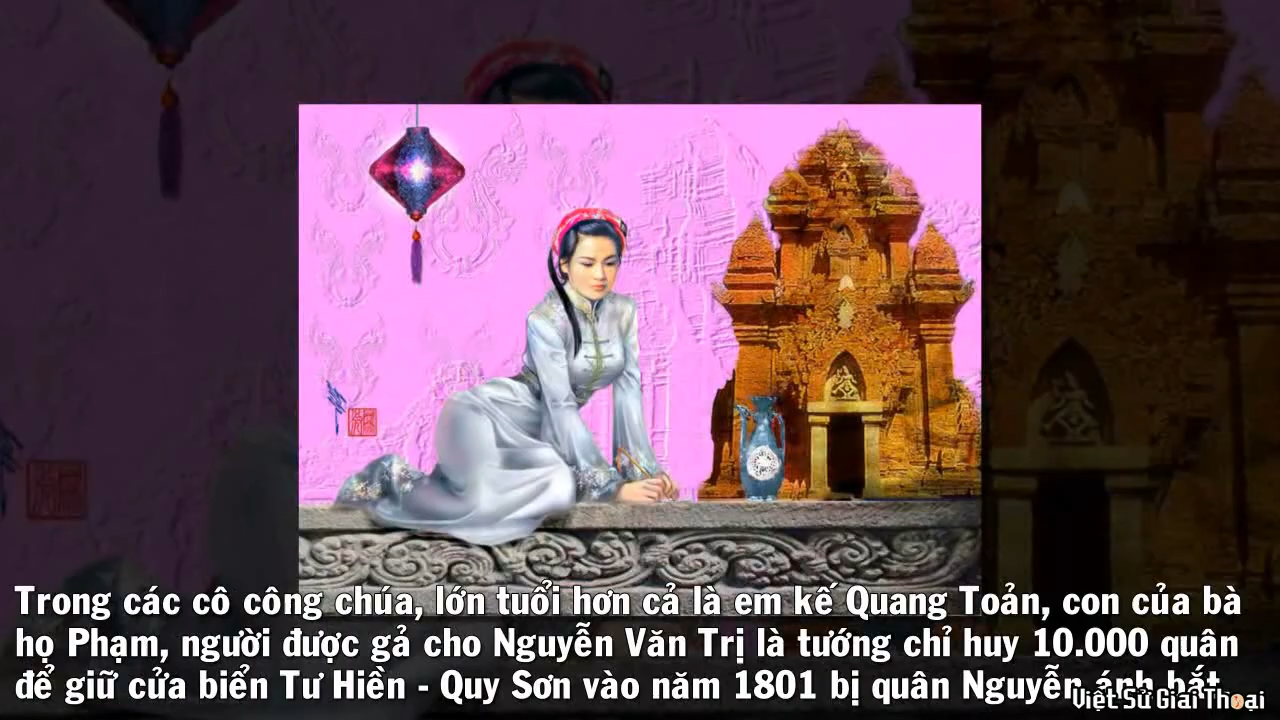 Trong các cô công chúa, lớn tuổi hơn cả là em kế Quang Toản, con của bà
họ Phạm, người được gả cho Nguyễn Văn Trị là tướng chỉ huy 10.000 quân
để giữ cửa biển Tư Hiền - Quy Sơn vào năm 1801 bị quân Nguyễn ánh bắt
Việt Sử Giai Thoại